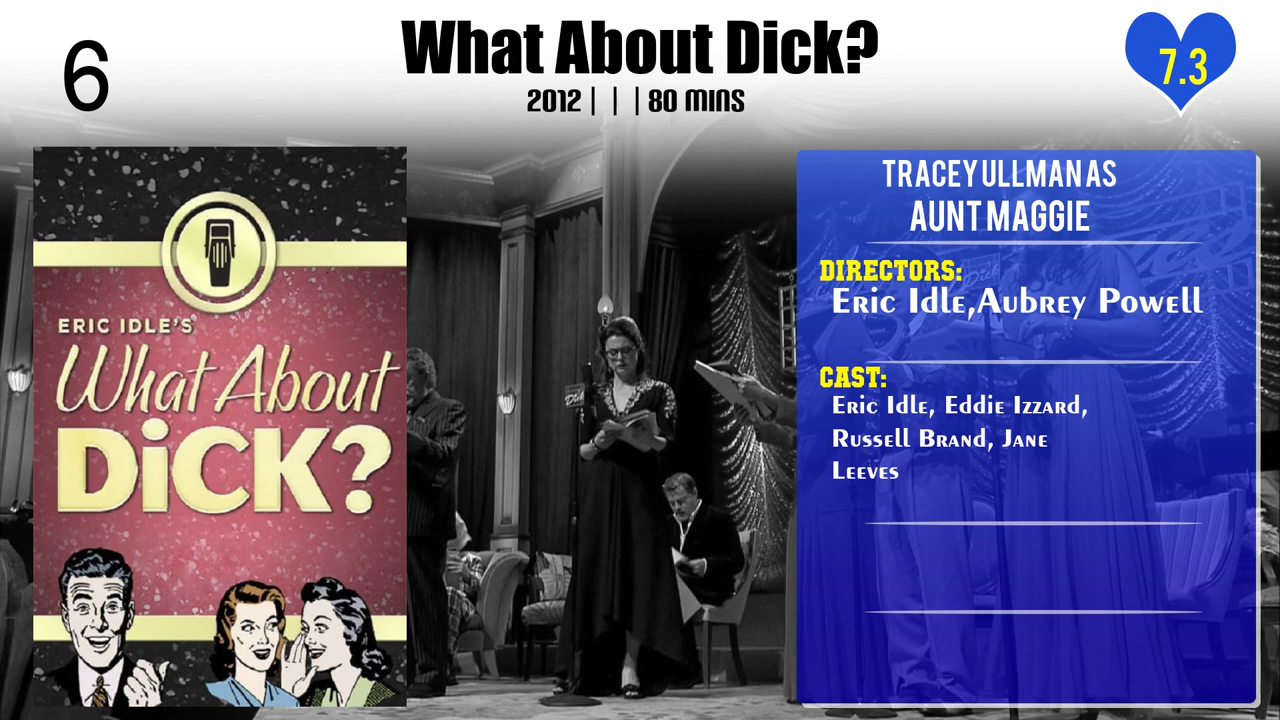 6
What About Dick?
2012 | | | 80 MINS
7.3
ERIC IDLE'S
What About
DiCK?
TRACEY ULLMAN AS
AUNT MAGGIE
DIRECTORS:
Eric Idle,Aubrey Powell
CAST:
Eric Idle, Eddie Izzard,
Russell Brand, Jane
Leeves